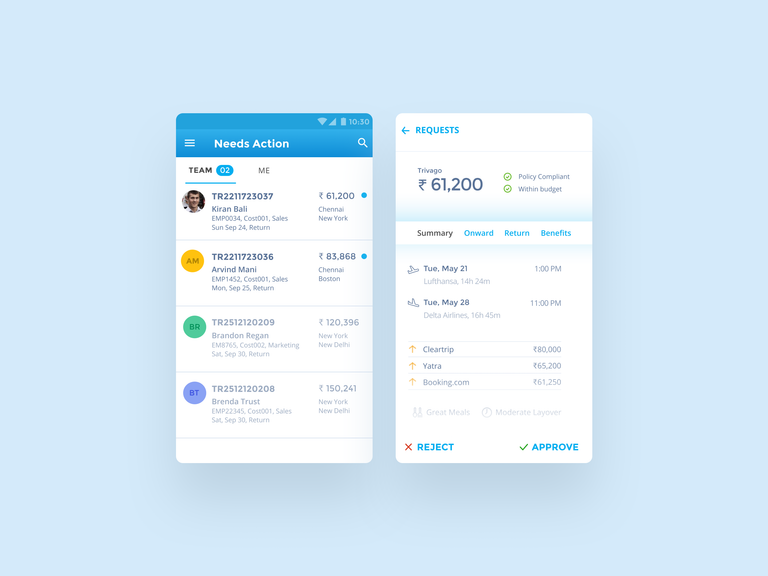 10:30
Needs Action
TEAM 02 ME
TR2211723037 ₹ 61,200
Kiran Bali Chennai
EMP0034, Cost001, Sales New York
Sun Sep 24, Return
AM
TR2211723036 ₹ 83,868
Arvind Mani Chennai
EMP1452, Cost001, Sales Boston
Mon, Sep 25, Return
BR
TR2512120209 ₹ 120,396
Brandon Regan New York
EM8765, Cost002, Marketing New Delhi
Sat, Sep 30, Return
BT
TR2512120208 ₹ 150,241
Brenda Trust New York
EMP22345, Cost001, Sales New Delhi
Sat, Sep 30, Return
REQUESTS
Trivago
₹ 61,200
Policy Compliant
Within budget
Summary Onward Return Benefits
Tue, May 21 1:00 PM
Lufthansa, 14h 24m
Tue, May 28 11:00 PM
Delta Airlines, 16h 45m
Cleartrip ₹80,000
Yatra ₹65,200
Booking.com ₹61,250
Great Meals Moderate Layover
REJECT APPROVE